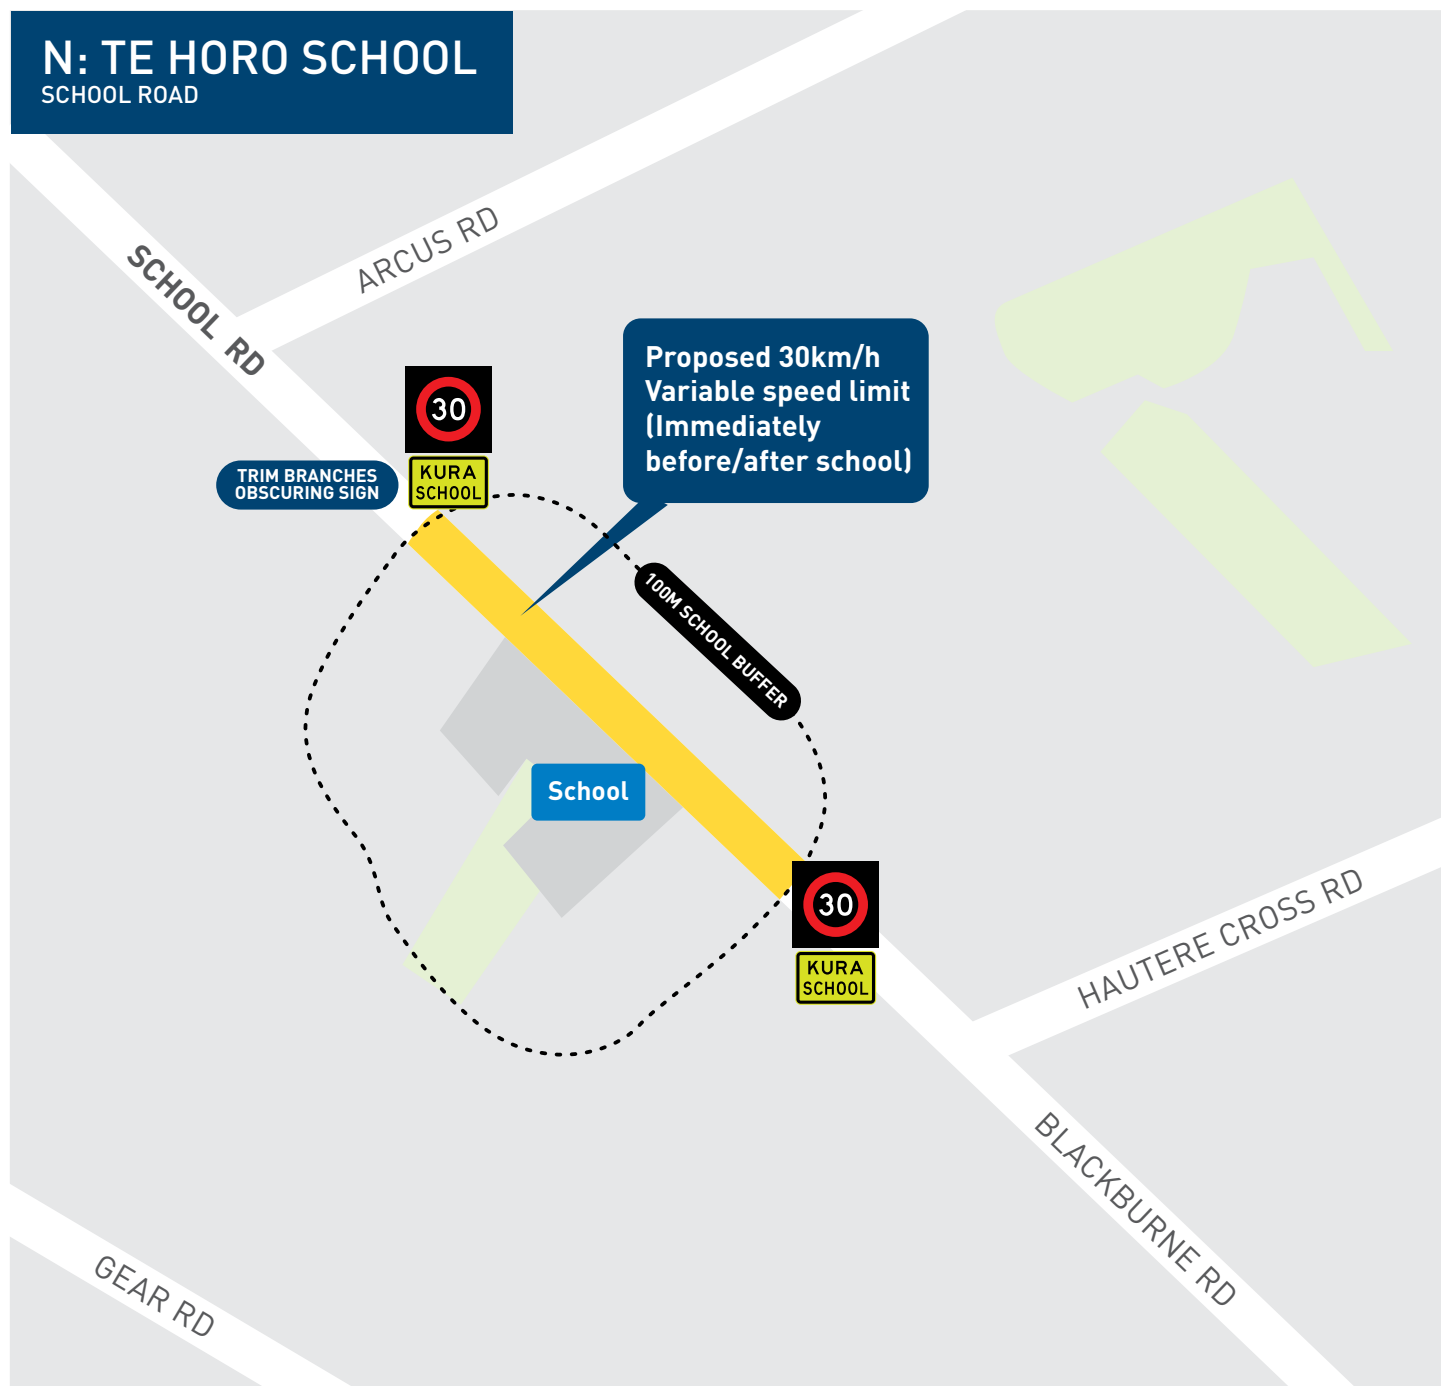 N: TE HORO SCHOOL
SCHOOL ROAD
ARCUS RD
SCHOOL RD
Proposed 30km/h
Variable speed limit
(Immediately
before/after school)
30
KURA
SCHOOL
TRIM BRANCHES
OBSCURING SIGN
100M SCHOOL BUFFER
School
30
KURA
SCHOOL
HAUTERE CROSS RD
BLACKBURNE RD
GEAR RD